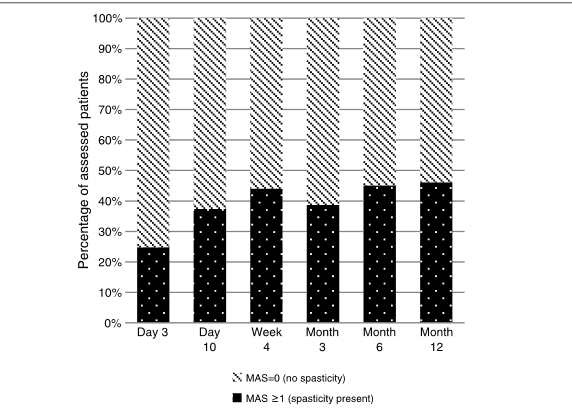 Percentage of assessed patients
100%
90%
80%
70%
60%
50%
40%
30%
20%
10%
0%
Day 3
Day
10
Week
4
Month
3
Month
6
Month
12
MAS=0 (no spasticity)
MAS ≥1 (spasticity present)